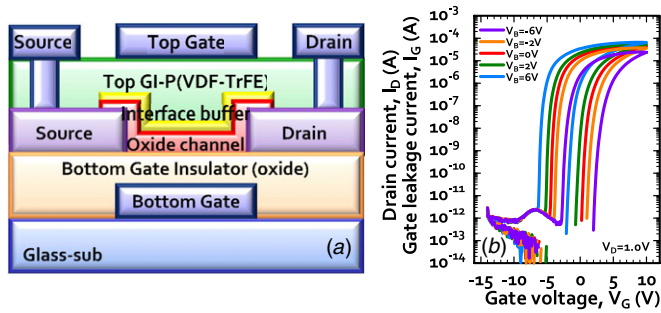 Source
Top Gate
Drain
Top GI-P(VDF-TrFE)
Interface buffer
Source
Oxide channel
Drain
Bottom Gate Insulator (oxide)
Bottom Gate
Glass-sub
(a)
Drain current, I_D (A)
Gate leakage current, I_G (A)
10^-3
10^-4
10^-5
10^-6
10^-7
10^-8
10^-9
10^-10
10^-11
10^-12
10^-13
10^-14
V_B=-6V
V_B=-2V
V_B=0V
V_B=2V
V_B=6V
(b)
V_D=1.0V
-15 -10 -5 0 5 10
Gate voltage, V_G (V)